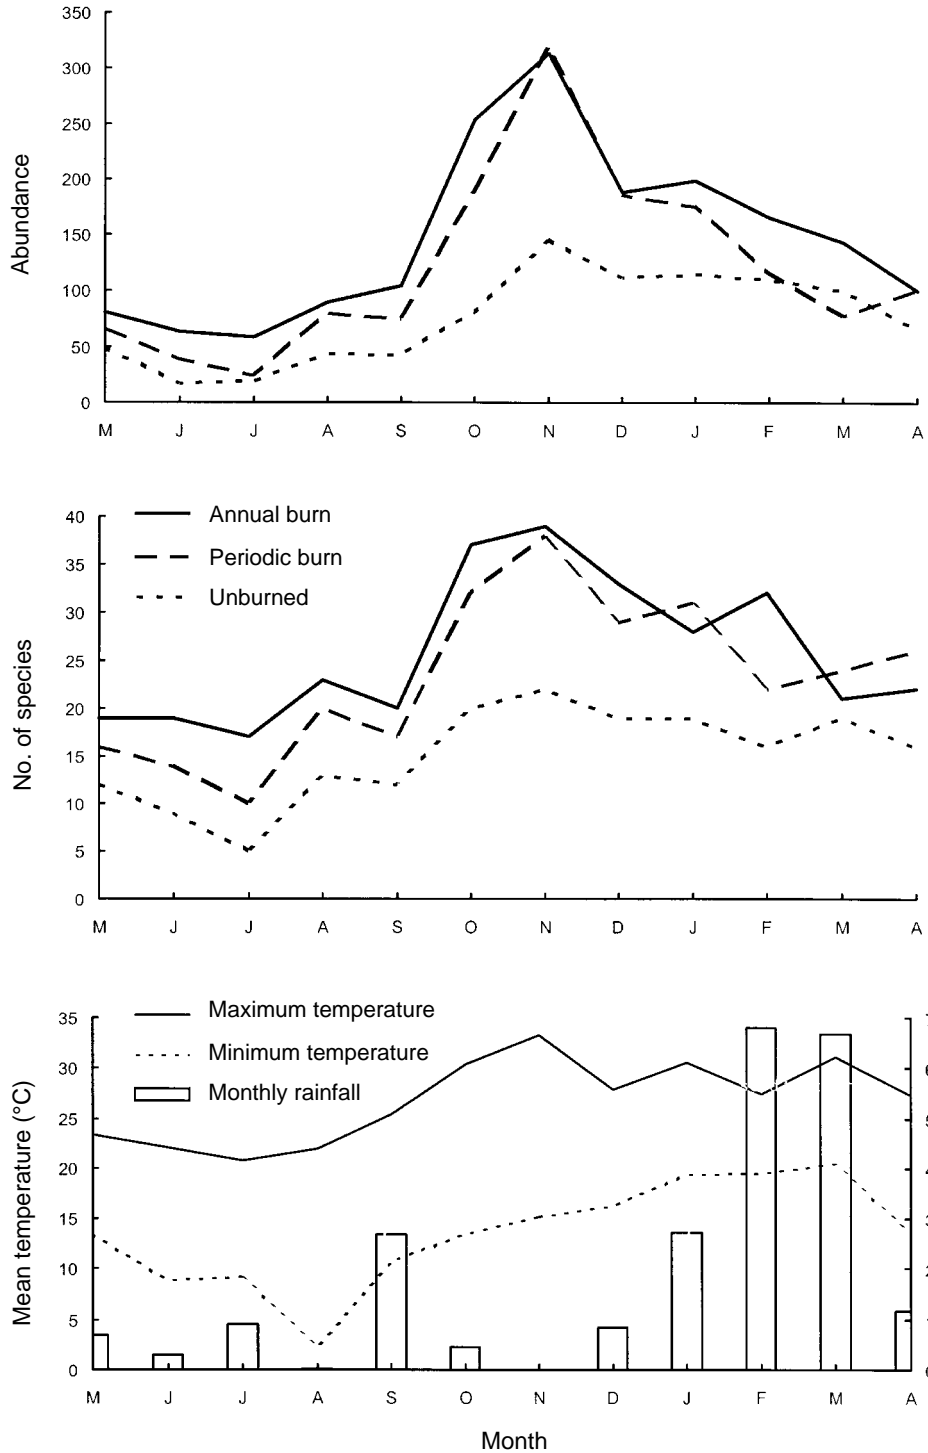 350
300
250
200
150
100
50
0
Abundance
M J J A S O N D J F M A
40
35
30
25
20
15
10
5
0
No. of species
Annual burn
Periodic burn
Unburned
M J J A S O N D J F M A
35
30
25
20
15
10
5
0
Mean temperature (°C)
Maximum temperature
Minimum temperature
Monthly rainfall
M J J A S O N D J F M A
Month